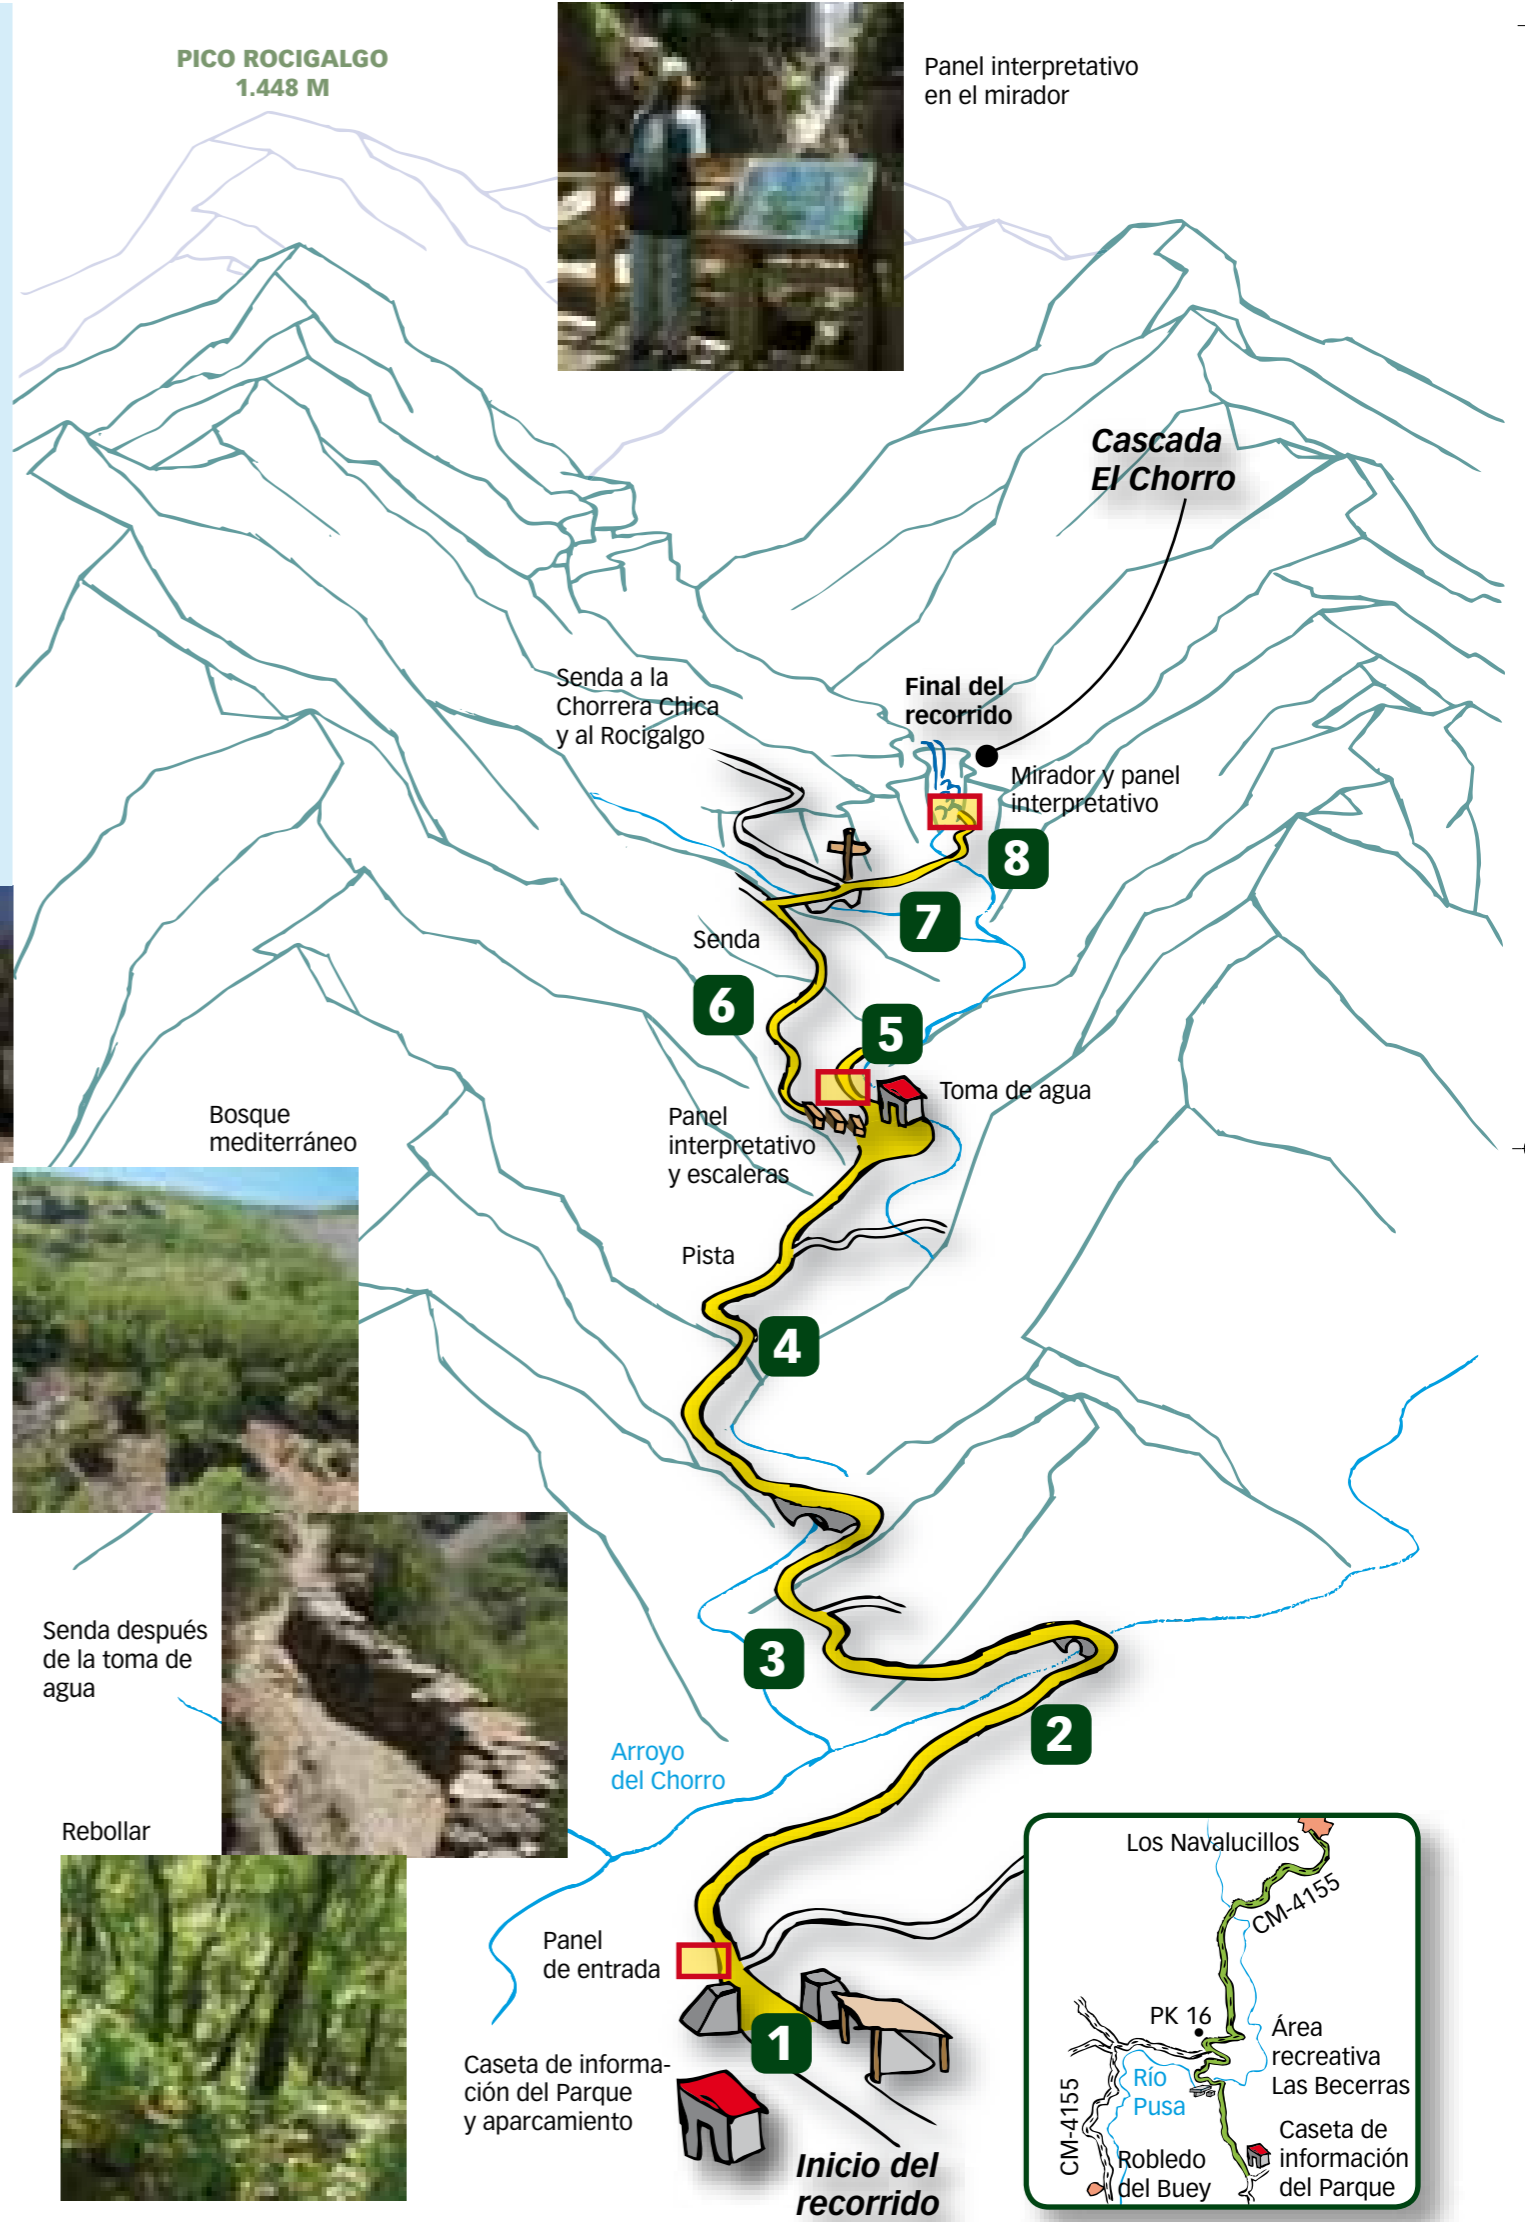 PICO ROCIGALGO
1.448 M
Panel interpretativo
en el mirador
Cascada
El Chorro
Senda a la
Chorrera Chica
y al Rocigalgo
Final del
recorrido
Mirador y panel
interpretativo
8
7
Senda
6
5
Toma de agua
Bosque
mediterráneo
Panel
interpretativo
y escaleras
Pista
4
Senda después
de la toma de
agua
3
2
Arroyo
del Chorro
Rebollar
Panel
de entrada
1
Caseta de informa-
ción del Parque
y aparcamiento
Inicio del
recorrido
Los Navalucillos
CM-4155
PK 16
Área
recreativa
Las Becerras
Río
Pusa
CM-4155
Robledo
del Buey
Caseta de
información
del Parque